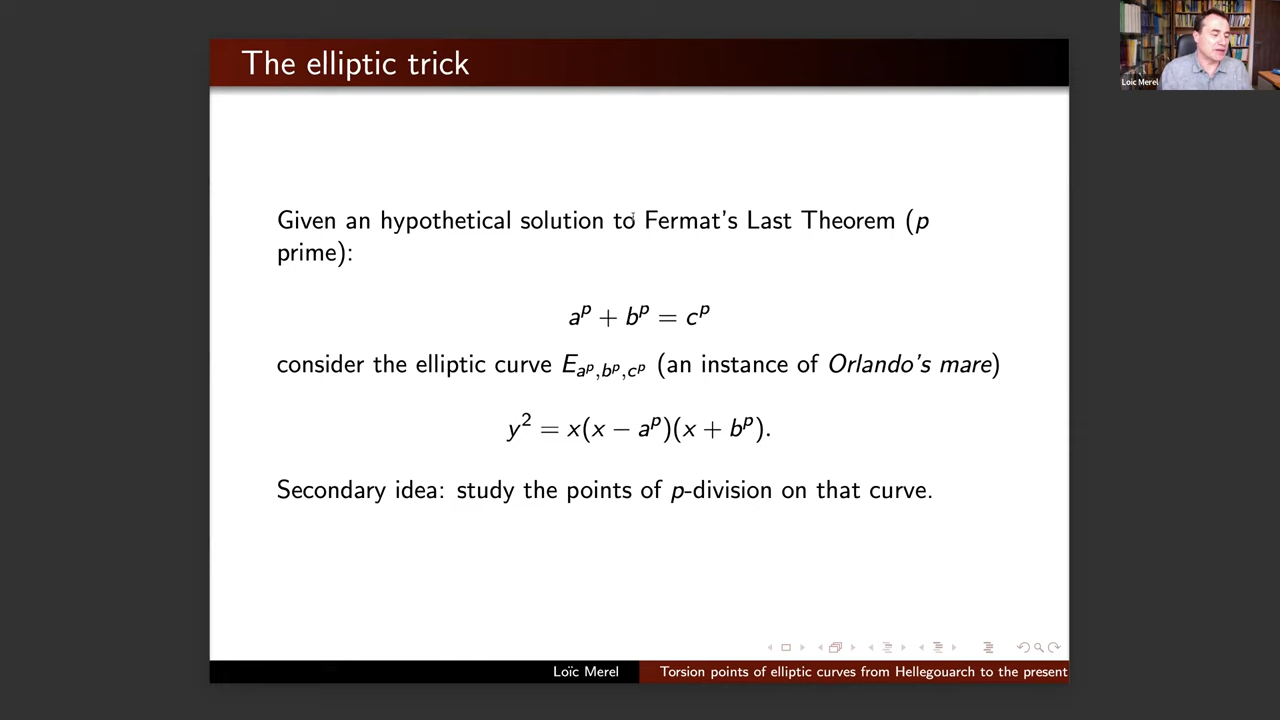 The elliptic trick
Loïc Merel
Given an hypothetical solution to Fermat's Last Theorem (p
prime):
a^p + b^p = c^p
consider the elliptic curve E_{a^p,b^p,c^p} (an instance of Orlando's mare)
y^2 = x(x − a^p)(x + b^p).
Secondary idea: study the points of p-division on that curve.
Loïc Merel
Torsion points of elliptic curves from Hellegouarch to the present